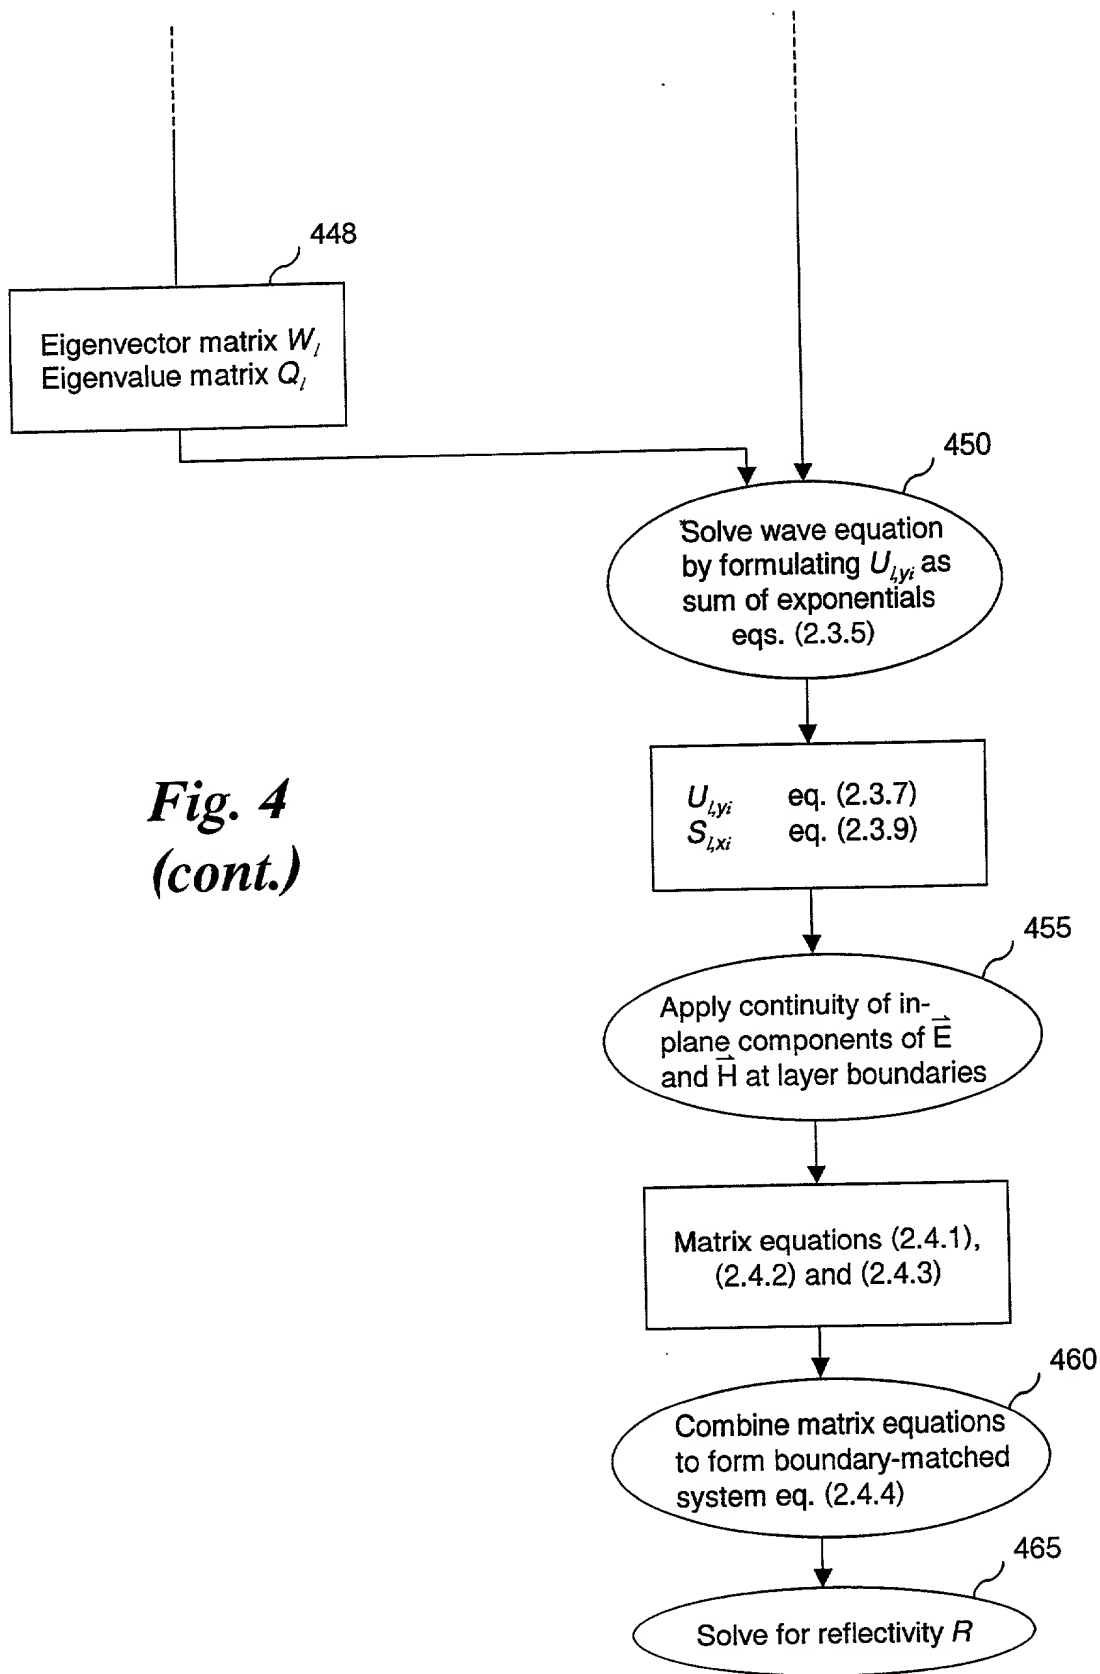 448
Eigenvector matrix W_l
Eigenvalue matrix Q_l
450
Solve wave equation
by formulating U_l,yi as
sum of exponentials
eqs. (2.3.5)
U_l,yi eq. (2.3.7)
S_l,xi eq. (2.3.9)
Fig. 4
(cont.)
455
Apply continuity of in-
plane components of E⃗
and H⃗ at layer boundaries
Matrix equations (2.4.1),
(2.4.2) and (2.4.3)
460
Combine matrix equations
to form boundary-matched
system eq. (2.4.4)
465
Solve for reflectivity R